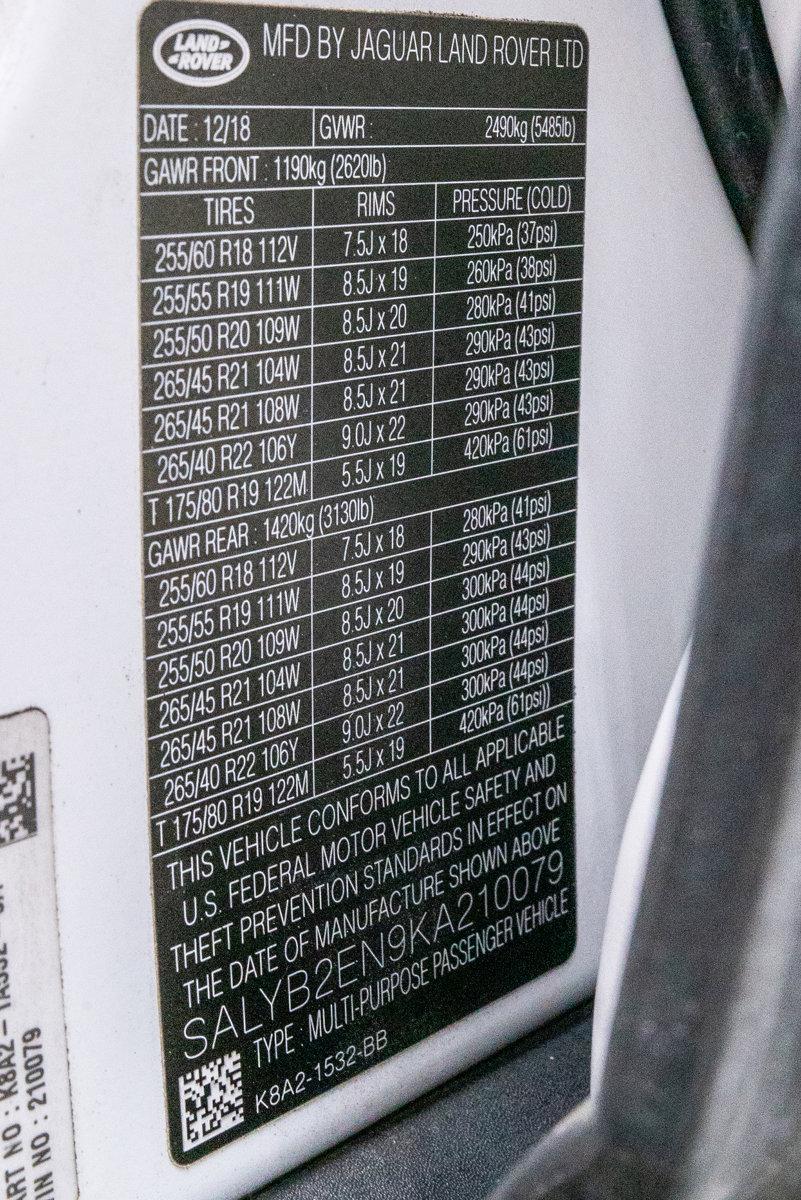 LAND ROVER MFD BY JAGUAR LAND ROVER LTD
DATE : 12/18 GVWR : 2490kg (5485lb)
GAWR FRONT : 1190kg (2620lb)
TIRES RIMS PRESSURE (COLD)
255/60 R18 112V 7.5J x 18 250kPa (37psi)
255/55 R19 111W 8.5J x 19 260kPa (38psi)
255/50 R20 109W 8.5J x 20 280kPa (41psi)
265/45 R21 104W 8.5J x 21 290kPa (43psi)
265/45 R21 108W 8.5J x 21 290kPa (43psi)
265/40 R22 106Y 9.0J x 22 290kPa (43psi)
T 175/80 R19 122M 5.5J x 19 420kPa (61psi)
GAWR REAR : 1420kg (3130lb)
255/60 R18 112V 7.5J x 18 280kPa (41psi)
255/55 R19 111W 8.5J x 19 290kPa (43psi)
255/50 R20 109W 8.5J x 20 300kPa (44psi)
265/45 R21 104W 8.5J x 21 300kPa (44psi)
265/45 R21 108W 8.5J x 21 300kPa (44psi)
265/40 R22 106Y 9.0J x 22 300kPa (44psi)
T 175/80 R19 122M 5.5J x 19 420kPa (61psi))
THIS VEHICLE CONFORMS TO ALL APPLICABLE
U.S. FEDERAL MOTOR VEHICLE SAFETY AND
THEFT PREVENTION STANDARDS IN EFFECT ON
THE DATE OF MANUFACTURE SHOWN ABOVE
SALYB2EN9KA210079
TYPE : MULTI-PURPOSE PASSENGER VEHICLE
K8A2-1532-BB
NO : K8A2 –
NO : 210079